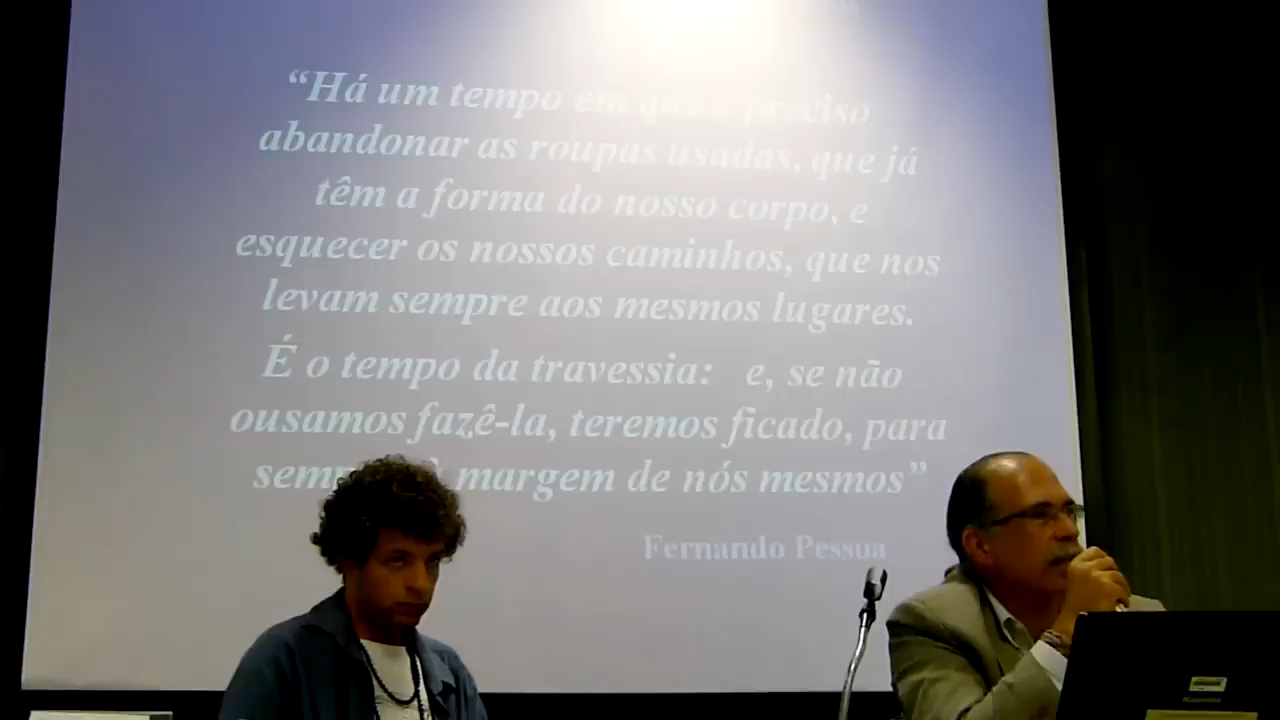 “Há um tempo em que é preciso
abandonar as roupas usadas, que já
têm a forma do nosso corpo, e
esquecer os nossos caminhos, que nos
levam sempre aos mesmos lugares.
É o tempo da travessia: e, se não
ousamos fazê-la, teremos ficado, para
à margem de nós mesmos”
Fernando Pessoa